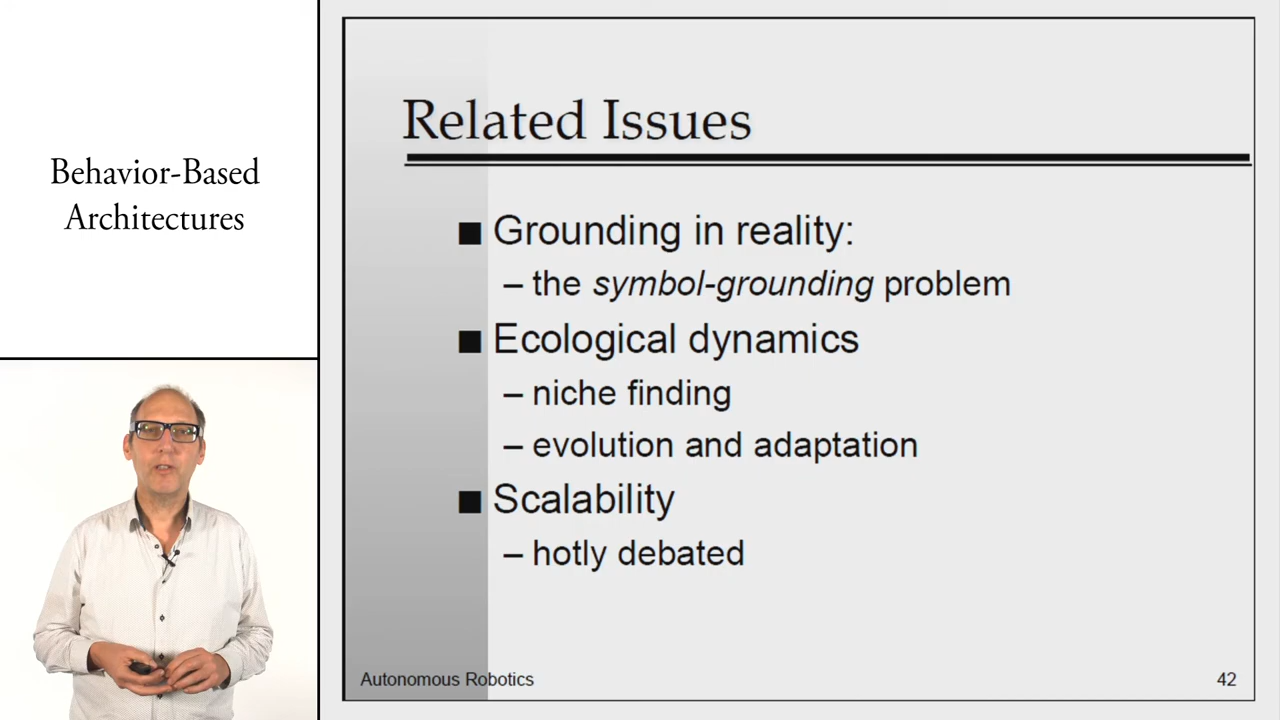 Behavior-Based
Architectures
Related Issues
■ Grounding in reality:
– the symbol-grounding problem
■ Ecological dynamics
– niche finding
– evolution and adaptation
■ Scalability
– hotly debated
Autonomous Robotics
42